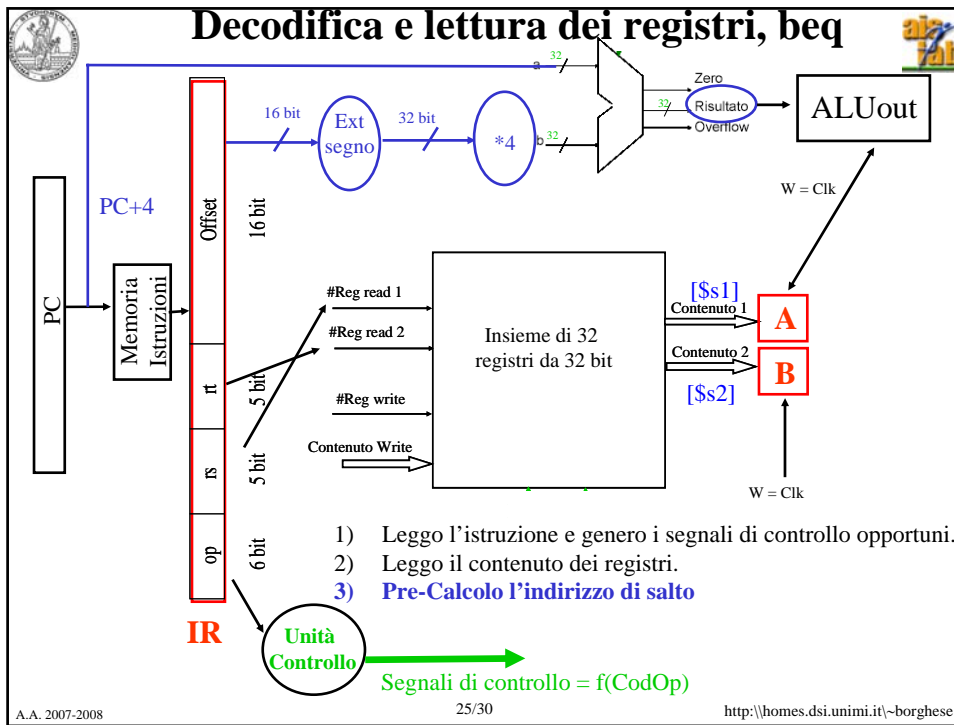 Decodifica e lettura dei registri, beq
a
32
Zero
32
Risultato
Overflow
ALUout
16 bit
Ext
segno
32 bit
*4
b
32
W = Clk
PC+4
PC
Memoria
Istruzioni
Offset
16 bit
rt
5 bit
rs
5 bit
op
6 bit
#Reg read 1
#Reg read 2
#Reg write
Contenuto Write
Insieme di 32
registri da 32 bit
[$s1]
Contenuto 1
A
Contenuto 2
B
[$s2]
W = Clk
1) Leggo l'istruzione e genero i segnali di controllo opportuni.
2) Leggo il contenuto dei registri.
3) Pre-Calcolo l'indirizzo di salto
IR
Unità
Controllo
Segnali di controllo = f(CodOp)
A.A. 2007-2008
25/30
http:\\homes.dsi.unimi.it\~borghese